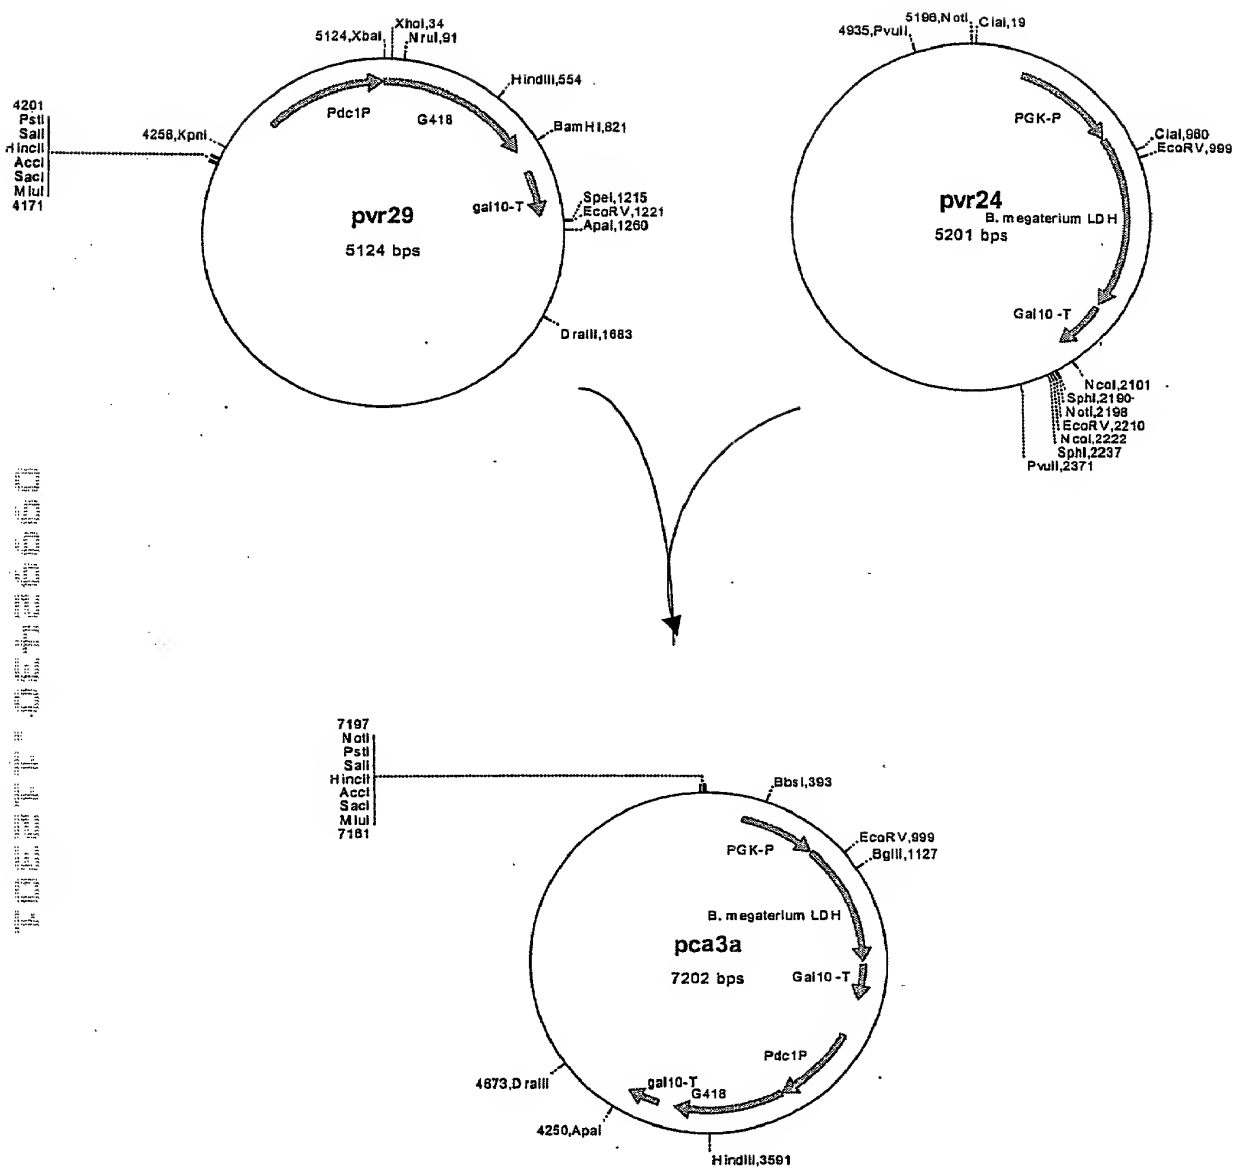 5124,XbaI
XhoI,34
NruI,91
HindIII,554
BamHI,821
SpeI,1215
EcoRV,1221
ApaI,1260
DraIII,1683
4201
PstI
SalI
HincII
AccI
SacI
MluI
4171
4258,KpnI
Pdc1P
G418
gal10-T
pvr29
5124 bps
5196,NotI
ClaI,19
4935,PvuII
PGK-P
ClaI,980
EcoRV,999
pvr24
B. megaterium LDH
5201 bps
Gal10-T
NcoI,2101
SphI,2190
NotI,2198
EcoRV,2210
NcoI,2222
SphI,2237
PvuII,2371
7197
NotI
PstI
SalI
HincII
AccI
SacI
MluI
7181
BbsI,393
EcoRV,999
BglII,1127
PGK-P
B. megaterium LDH
pca3a
7202 bps
Gal10-T
Pdc1P
gal10-T
G418
4673,DraIII
4250,ApaI
HindIII,3591